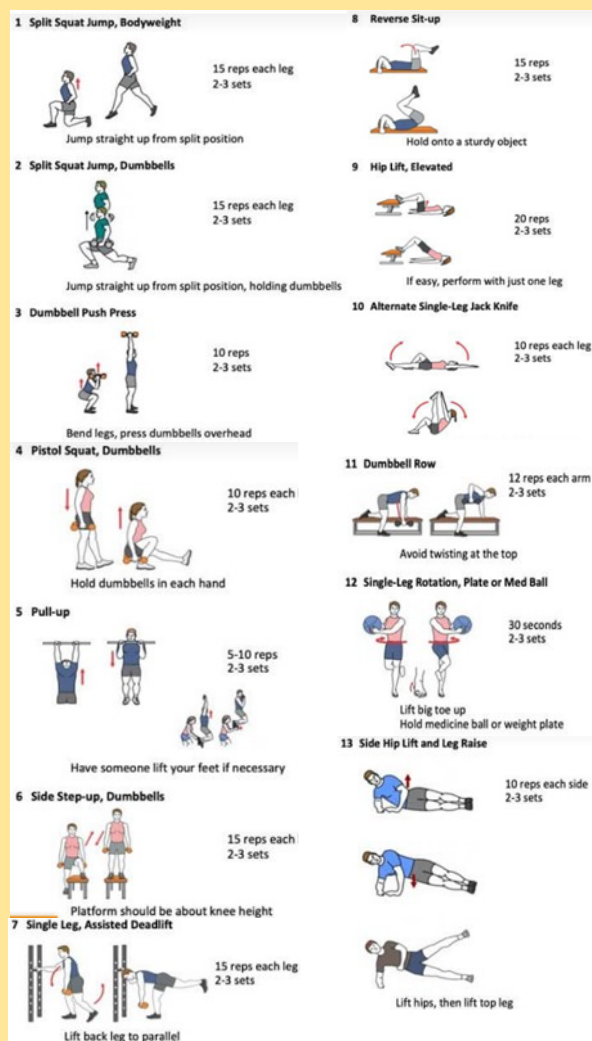 1 Split Squat Jump, Bodyweight
15 reps each leg
2-3 sets
Jump straight up from split position
2 Split Squat Jump, Dumbbells
15 reps each leg
2-3 sets
Jump straight up from split position, holding dumbbells
3 Dumbbell Push Press
10 reps
2-3 sets
Bend legs, press dumbbells overhead
4 Pistol Squat, Dumbbells
10 reps each
2-3 sets
Hold dumbbells in each hand
5 Pull-up
5-10 reps
2-3 sets
Have someone lift your feet if necessary
6 Side Step-up, Dumbbells
15 reps each
2-3 sets
Platform should be about knee height
7 Single Leg, Assisted Deadlift
15 reps each leg
2-3 sets
Lift back leg to parallel
8 Reverse Sit-up
15 reps
2-3 sets
Hold onto a sturdy object
9 Hip Lift, Elevated
20 reps
2-3 sets
If easy, perform with just one leg
10 Alternate Single-Leg Jack Knife
10 reps each leg
2-3 sets
11 Dumbbell Row
12 reps each arm
2-3 sets
Avoid twisting at the top
12 Single-Leg Rotation, Plate or Med Ball
30 seconds
2-3 sets
Lift big toe up
Hold medicine ball or weight plate
13 Side Hip Lift and Leg Raise
10 reps each side
2-3 sets
Lift hips, then lift top leg